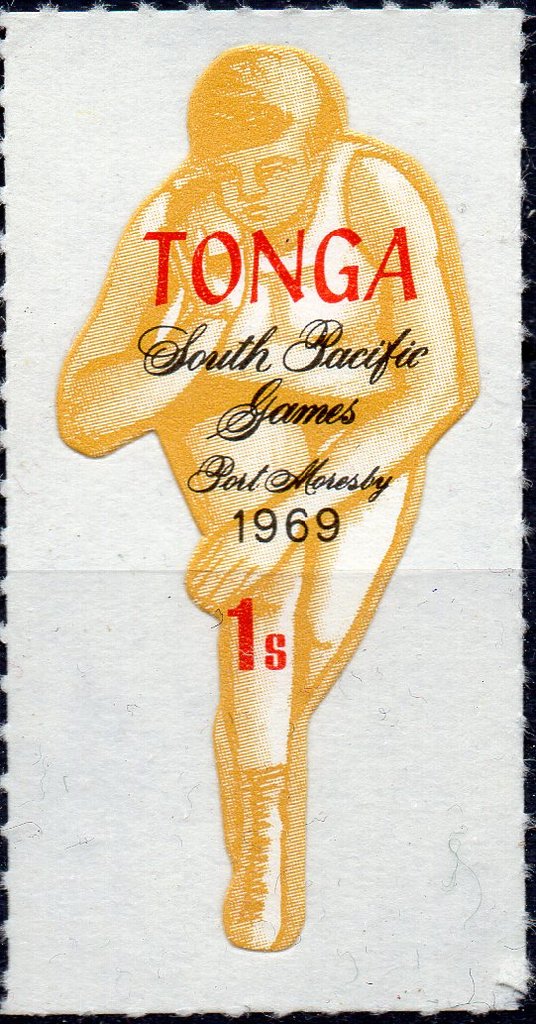 TONGA
South Pacific
Games
Port Moresby
1969
1s